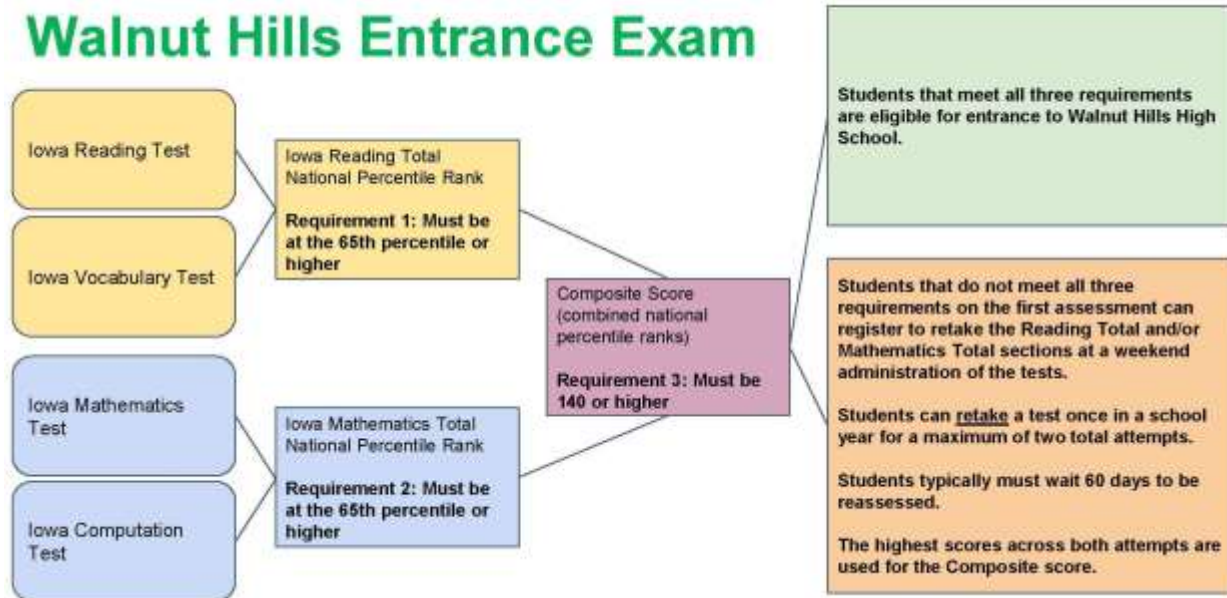 Walnut Hills Entrance Exam
Iowa Reading Test
Iowa Vocabulary Test
Iowa Mathematics
Test
Iowa Computation
Test
Iowa Reading Total
National Percentile Rank
Requirement 1: Must be
at the 65th percentile or
higher
Iowa Mathematics Total
National Percentile Rank
Requirement 2: Must be
at the 65th percentile or
higher
Composite Score
(combined national
percentile ranks)
Requirement 3: Must be
140 or higher
Students that meet all three requirements
are eligible for entrance to Walnut Hills High
School.
Students that do not meet all three
requirements on the first assessment can
register to retake the Reading Total and/or
Mathematics Total sections at a weekend
administration of the tests.
Students can retake a test once in a school
year for a maximum of two total attempts.
Students typically must wait 60 days to be
reassessed.
The highest scores across both attempts are
used for the Composite score.